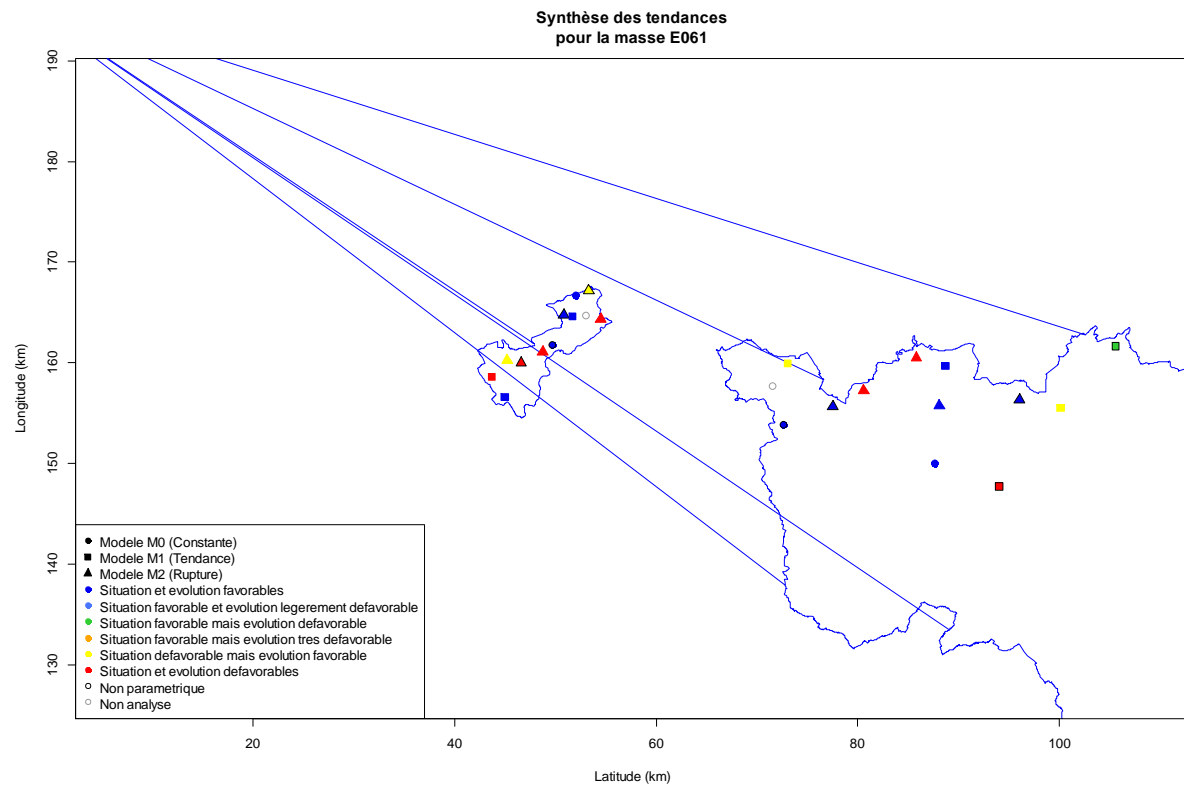 Synthèse des tendances
pour la masse E061
190
180
170
160
150
140
130
Longitude (km)
Modele M0 (Constante)
Modele M1 (Tendance)
Modele M2 (Rupture)
Situation et evolution favorables
Situation favorable et evolution legerement defavorable
Situation favorable mais evolution defavorable
Situation favorable mais evolution tres defavorable
Situation defavorable mais evolution favorable
Situation et evolution defavorables
Non parametrique
Non analyse
20
40
60
80
100
Latitude (km)